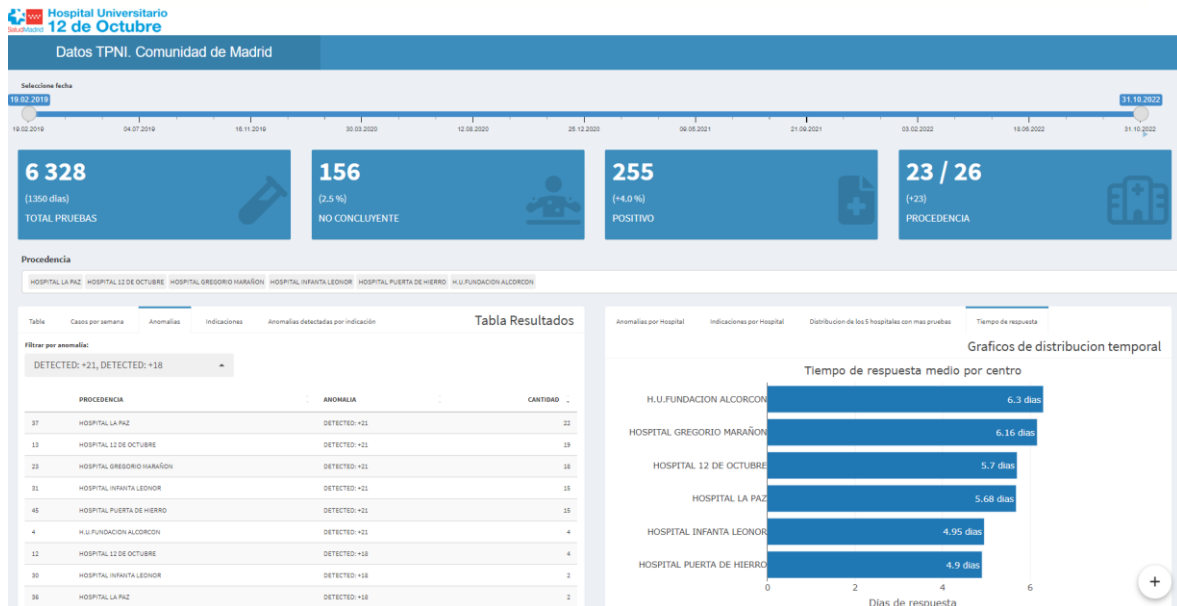 Hospital Universitario
SaludMadrid 12 de Octubre
Datos TPNI. Comunidad de Madrid
Seleccione fecha
19.02.2019 31.10.2022
19.02.2019 04.07.2019 16.11.2019 30.03.2020 12.08.2020 25.12.2020 09.05.2021 21.09.2021 03.02.2022 18.06.2022 31.10.2022
6 328
(1350 dias)
TOTAL PRUEBAS
156
(2.5 %)
NO CONCLUYENTE
255
(+4.0 %)
POSITIVO
23 / 26
(+23)
PROCEDENCIA
Procedencia
HOSPITAL LA PAZ HOSPITAL 12 DE OCTUBRE HOSPITAL GREGORIO MARAÑON HOSPITAL INFANTA LEONOR HOSPITAL PUERTA DE HIERRO H.U.FUNDACION ALCORCON
Table Casos por semana Anomalias Indicaciones Anomalias detectadas por indicación Tabla Resultados
Filtrar por anomalia:
DETECTED: +21, DETECTED: +18
PROCEDENCIA ANOMALIA CANTIDAD
37 HOSPITAL LA PAZ DETECTED: +21 22
13 HOSPITAL 12 DE OCTUBRE DETECTED: +21 19
23 HOSPITAL GREGORIO MARAÑÓN DETECTED: +21 18
31 HOSPITAL INFANTA LEONOR DETECTED: +21 15
45 HOSPITAL PUERTA DE HIERRO DETECTED: +21 15
4 H.U.FUNDACION ALCORCON DETECTED: +21 4
12 HOSPITAL 12 DE OCTUBRE DETECTED: +18 4
30 HOSPITAL INFANTA LEONOR DETECTED: +18 2
36 HOSPITAL LA PAZ DETECTED: +18 2
Anomalias por Hospital Indicaciones por Hospital Distribucion de los 5 hospitales con mas pruebas Tiempo de respuesta
Graficos de distribucion temporal
Tiempo de respuesta medio por centro
H.U.FUNDACION ALCORCON 6.3 dias
HOSPITAL GREGORIO MARAÑON 6.16 dias
HOSPITAL 12 DE OCTUBRE 5.7 dias
HOSPITAL LA PAZ 5.68 dias
HOSPITAL INFANTA LEONOR 4.95 dias
HOSPITAL PUERTA DE HIERRO 4.9 dias
0 2 4 6
Dias de respuesta
+